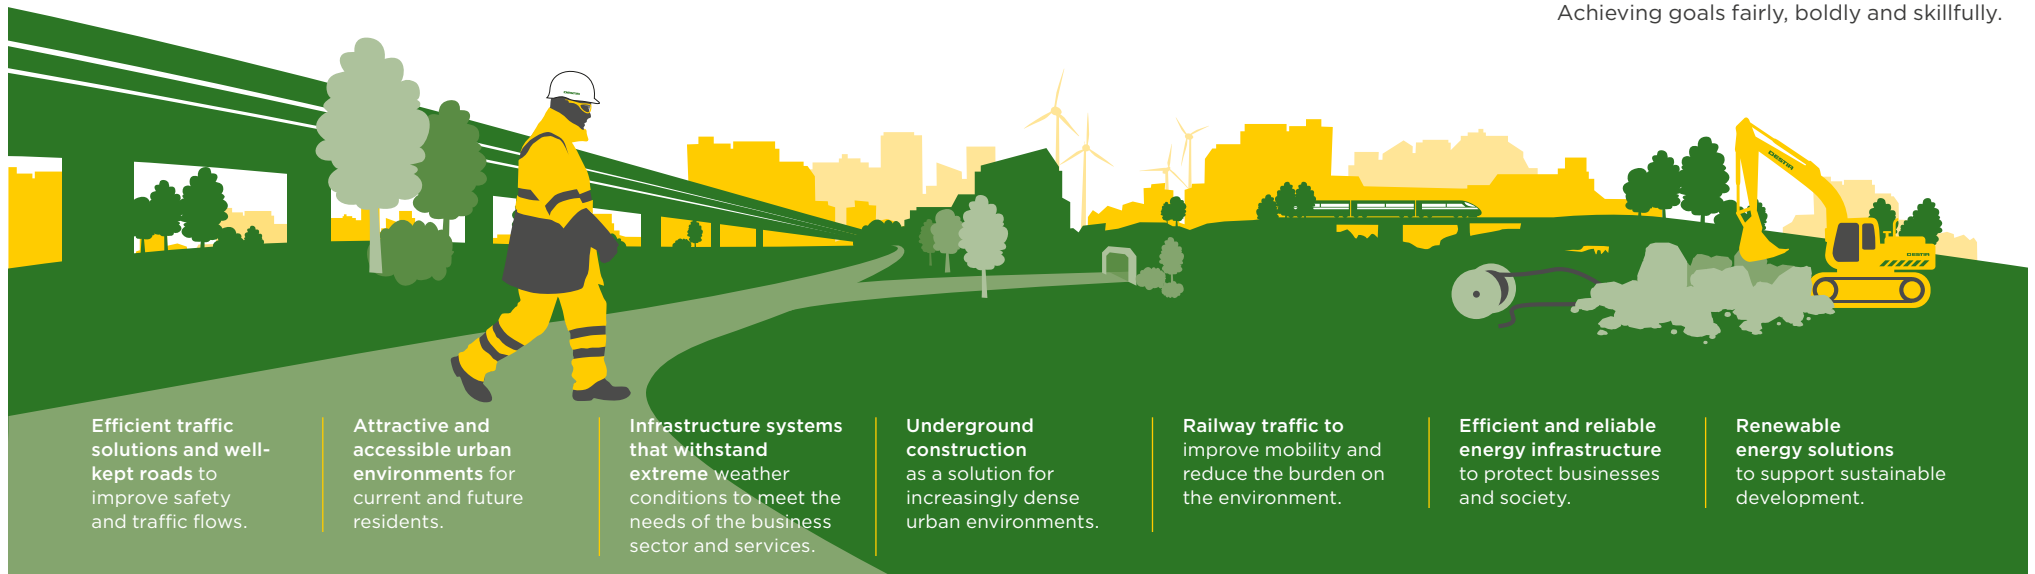 Achieving goals fairly, boldly and skillfully.
DESTIA
DESTIA
DESTIA
Efficient traffic
solutions and well-
kept roads to
improve safety
and traffic flows.
Attractive and
accessible urban
environments for
current and future
residents.
Infrastructure systems
that withstand
extreme weather
conditions to meet the
needs of the business
sector and services.
Underground
construction
as a solution for
increasingly dense
urban environments.
Railway traffic to
improve mobility and
reduce the burden on
the environment.
Efficient and reliable
energy infrastructure
to protect businesses
and society.
Renewable
energy solutions
to support sustainable
development.